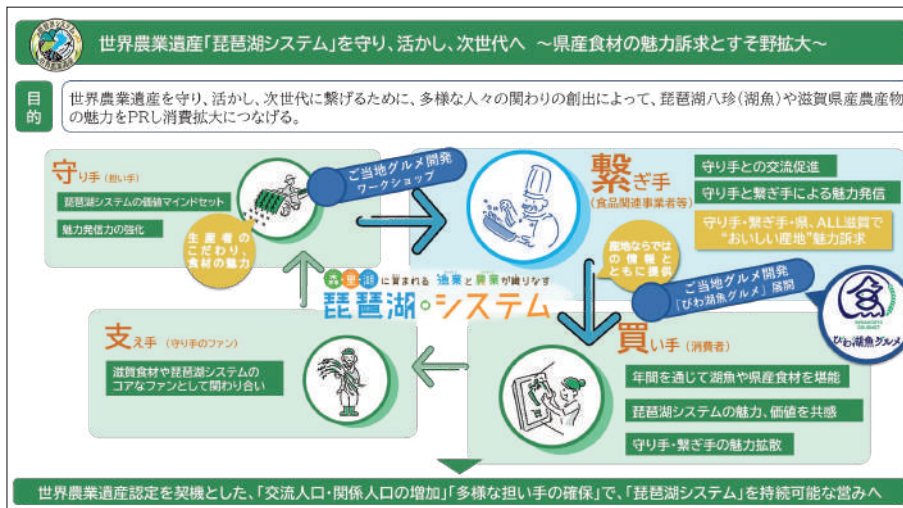 世界農業遺産「琵琶湖システム」を守り、活かし、次世代へ ～県産食材の魅力訴求とすそ野拡大～
目的
世界農業遺産を守り、活かし、次世代に繋げるために、多様な人々の関わりの創出によって、琵琶湖八珍(湖魚)や滋賀県産農産物
の魅力をPRし消費拡大につなげる。
守り手 (担い手)
琵琶湖システムの価値マインドセット
魅力発信力の強化
生産者の
こだわり、
食材の魅力
ご当地グルメ開発
ワークショップ
繋ぎ手
(食品関連事業者等)
守り手との交流促進
守り手と繋ぎ手による魅力発信
守り手・繋ぎ手・県、ALL滋賀で
“おいしい産地”魅力訴求
産地ならでは
の情報と
ともに提供
ご当地グルメ開発
「びわ湖魚グルメ」展開
びわ湖魚グルメ
森里湖に育まれる 漁業と農業が織りなす
琵琶湖システム
支え手 (守り手のファン)
滋賀食材や琵琶湖システムの
コアなファンとして関わり合い
買い手 (消費者)
年間を通じて湖魚や県産食材を堪能
琵琶湖システムの魅力、価値を共感
守り手・繋ぎ手の魅力拡散
世界農業遺産認定を契機とした、「交流人口・関係人口の増加」「多様な担い手の確保」で、「琵琶湖システム」を持続可能な営みへ